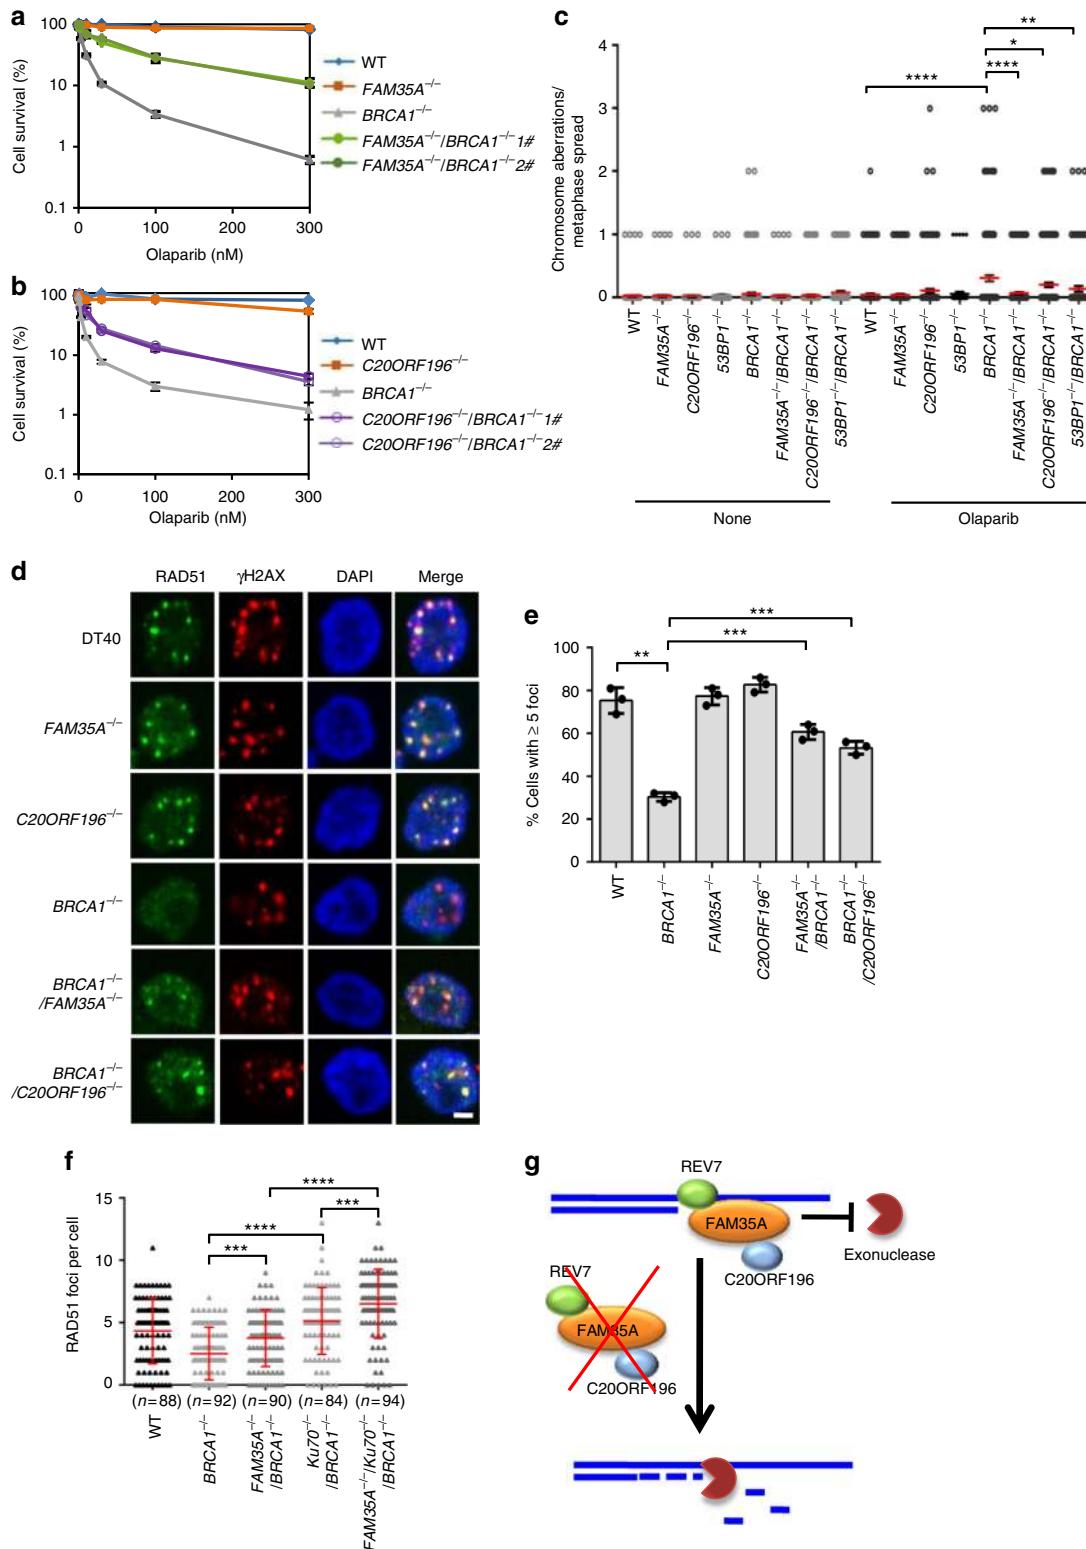 a
100
10
1
0.1
Cell survival (%)
0
100
200
300
Olaparib (nM)
WT
FAM35A−/−
BRCA1−/−
FAM35A−/−/BRCA1−/−1#
FAM35A−/−/BRCA1−/−2#
b
100
10
1
0.1
Cell survival (%)
0
100
200
300
Olaparib (nM)
WT
C20ORF196−/−
BRCA1−/−
C20ORF196−/−/BRCA1−/−1#
C20ORF196−/−/BRCA1−/−2#
c
**
*
****
****
4
3
2
1
0
Chromosome aberrations/
metaphase spread
WT
FAM35A−/−
C20ORF196−/−
53BP1−/−
BRCA1−/−
FAM35A−/−/BRCA1−/−
C20ORF196−/−/BRCA1−/−
53BP1−/−/BRCA1−/−
WT
FAM35A−/−
C20ORF196−/−
53BP1−/−
BRCA1−/−
FAM35A−/−/BRCA1−/−
C20ORF196−/−/BRCA1−/−
53BP1−/−/BRCA1−/−
None
Olaparib
d
RAD51
γH2AX
DAPI
Merge
DT40
FAM35A−/−
C20ORF196−/−
BRCA1−/−
BRCA1−/−
/FAM35A−/−
BRCA1−/−
/C20ORF196−/−
e
***
***
**
100
80
60
40
20
0
% Cells with ≥ 5 foci
WT
BRCA1−/−
FAM35A−/−
C20ORF196−/−
FAM35A−/−
/BRCA1−/−
BRCA1−/−
/C20ORF196−/−
f
****
****
***
***
15
10
5
0
RAD51 foci per cell
(n=88)
(n=92)
(n=90)
(n=84)
(n=94)
WT
BRCA1−/−
FAM35A−/−
/BRCA1−/−
Ku70−/−
/BRCA1−/−
FAM35A−/−/Ku70−/−
/BRCA1−/−
g
REV7
FAM35A
Exonuclease
C20ORF196
REV7
FAM35A
C20ORF196